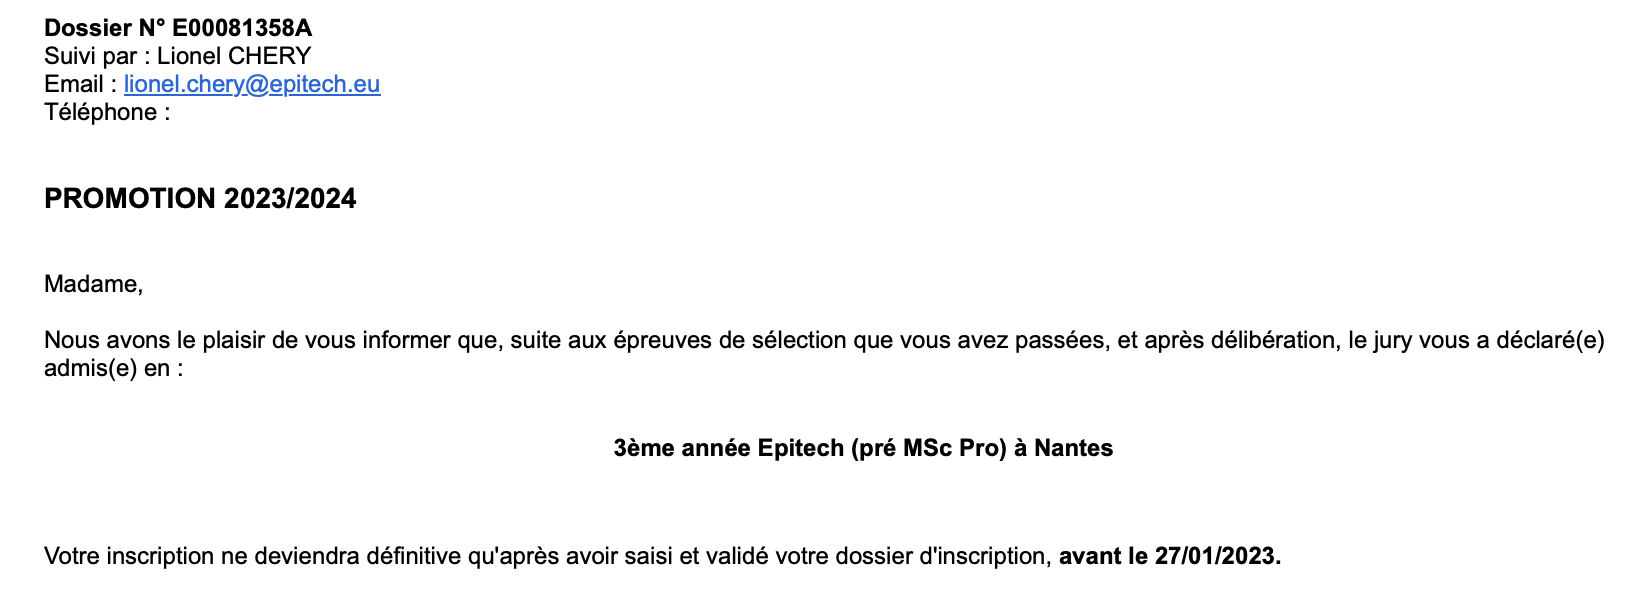 Dossier N° E00081358A
Suivi par : Lionel CHERY
Email : lionel.chery@epitech.eu
Téléphone :
PROMOTION 2023/2024
Madame,
Nous avons le plaisir de vous informer que, suite aux épreuves de sélection que vous avez passées, et après délibération, le jury vous a déclaré(e)
admis(e) en :
3ème année Epitech (pré MSc Pro) à Nantes
Votre inscription ne deviendra définitive qu'après avoir saisi et validé votre dossier d'inscription, avant le 27/01/2023.